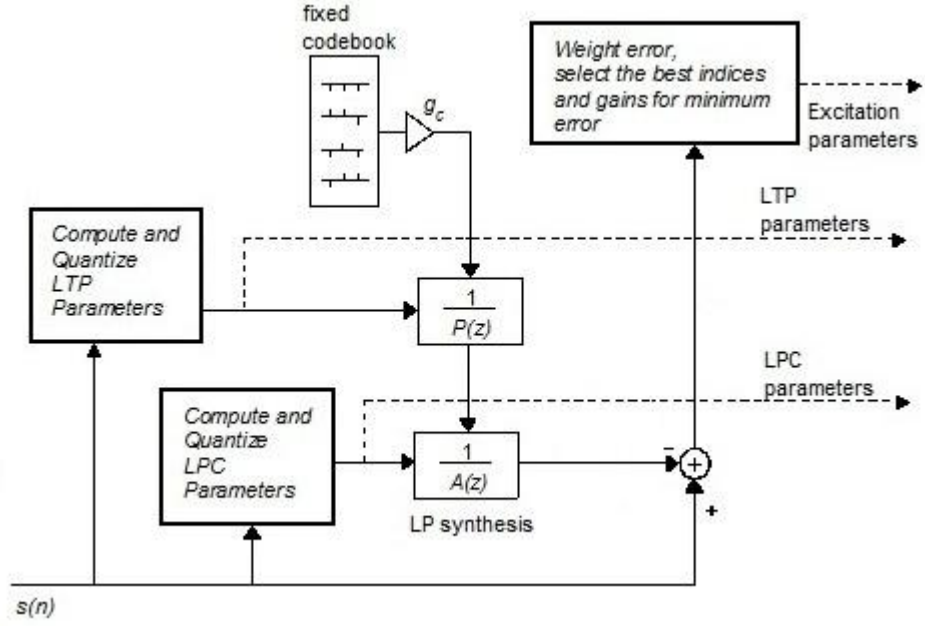 fixed
codebook
g_c
Weight error,
select the best indices
and gains for minimum
error
Excitation
parameters
LTP
parameters
Compute and
Quantize
LTP
Parameters
1
P(z)
LPC
parameters
Compute and
Quantize
LPC
Parameters
1
A(z)
LP synthesis
−
+
+
s(n)